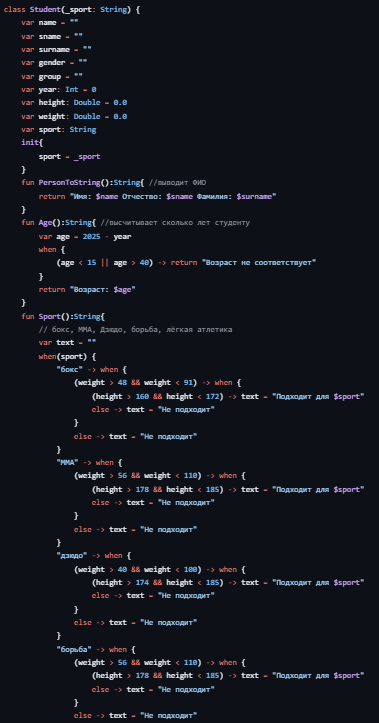 class Student(_sport: String) {
    var name = ""
    var sname = ""
    var surname = ""
    var gender = ""
    var group = ""
    var year: Int = 0
    var height: Double = 0.0
    var weight: Double = 0.0
    var sport: String
    init{
        sport = _sport
    }
    fun PersonToString():String{ //выводит ФИО
        return "Имя: $name Отчество: $sname Фамилия: $surname"
    }
    fun Age():String{ //высчитывает сколько лет студенту
        var age = 2025 - year
        when {
            (age < 15 || age > 40) -> return "Возраст не соответствует"
        }
        return "Возраст: $age"
    }
    fun Sport():String{
        // бокс, ММА, Дзюдо, борьба, лёгкая атлетика
        var text = ""
        when(sport) {
            "бокс" -> when {
                (weight > 48 && weight < 91) -> when {
                    (height > 160 && height < 172) -> text = "Подходит для $sport"
                    else -> text = "Не подходит"
                }
                else -> text = "Не подходит"
            }
            "ММА" -> when {
                (weight > 56 && weight < 110) -> when {
                    (height > 178 && height < 185) -> text = "Подходит для $sport"
                    else -> text = "Не подходит"
                }
                else -> text = "Не подходит"
            }
            "дзюдо" -> when {
                (weight > 40 && weight < 100) -> when {
                    (height > 174 && height < 185) -> text = "Подходит для $sport"
                    else -> text = "Не подходит"
                }
                else -> text = "Не подходит"
            }
            "борьба" -> when {
                (weight > 56 && weight < 110) -> when {
                    (height > 178 && height < 185) -> text = "Подходит для $sport"
                    else -> text = "Не подходит"
                }
                else -> text = "Не подходит"